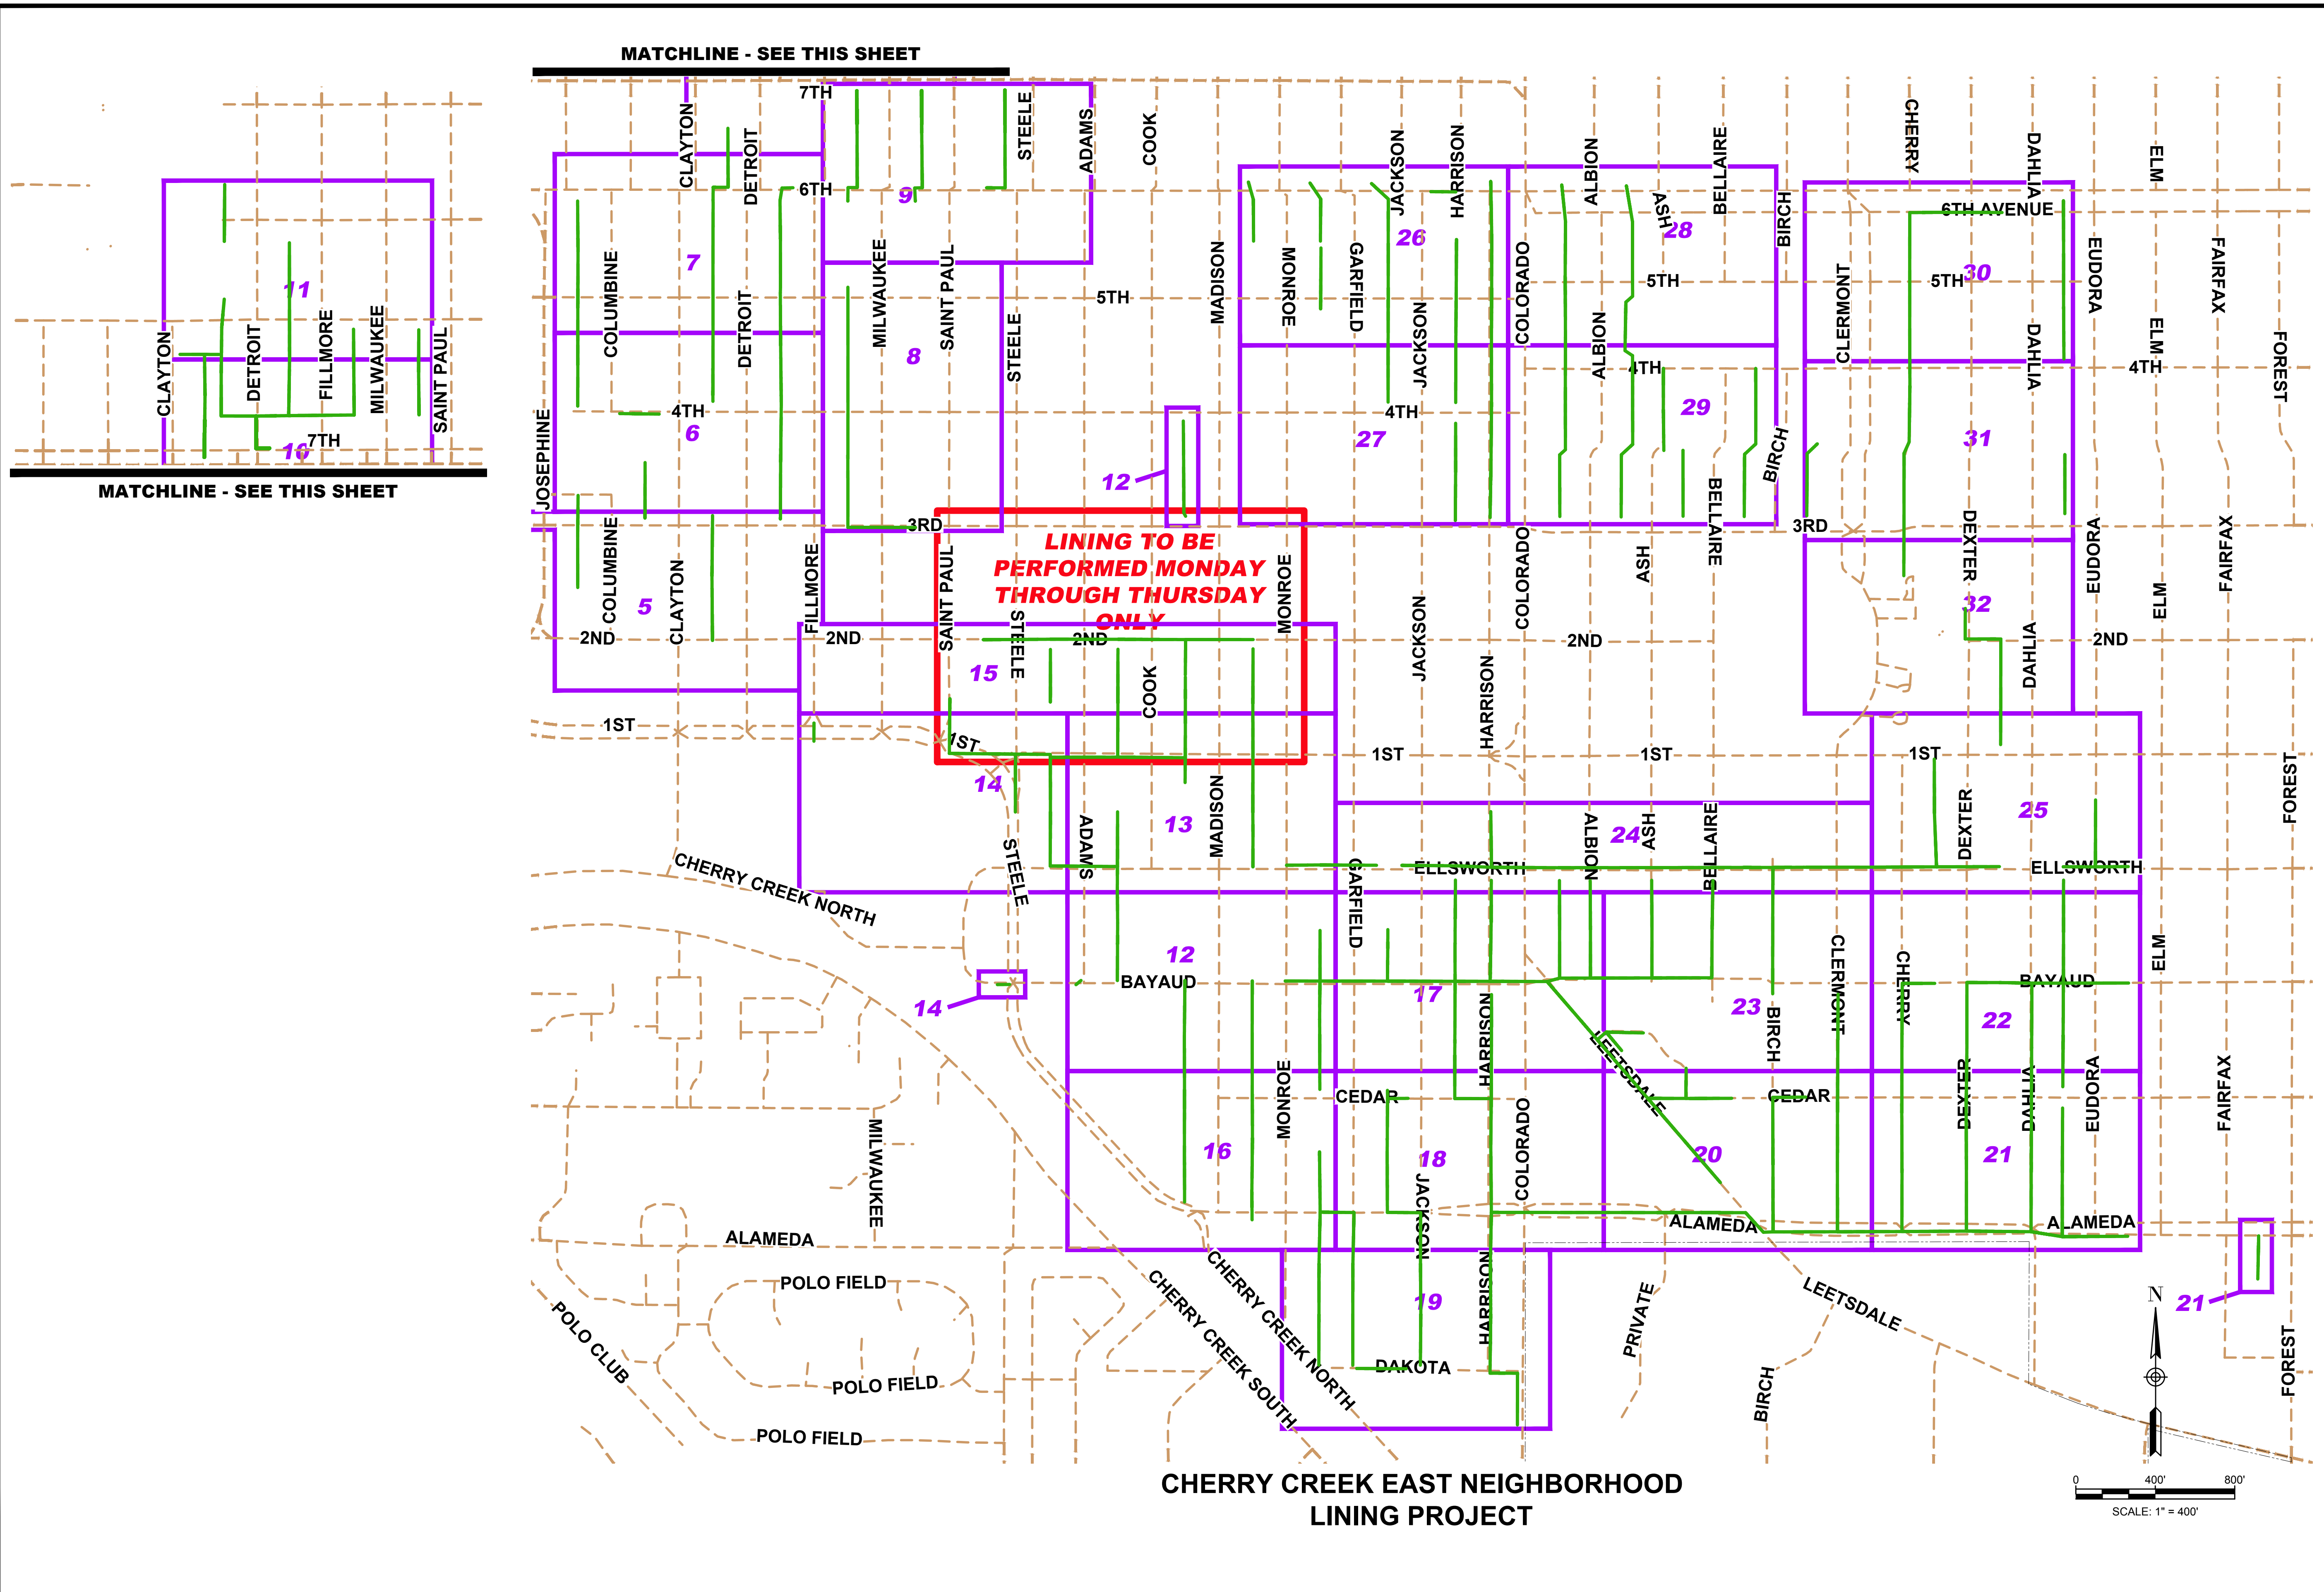 MATCHLINE - SEE THIS SHEET
7TH
CLAYTON
DETROIT
STEELE
ADAMS
COOK
JACKSON
HARRISON
ALBION
ASH
BELLAIRE
BIRCH
CHERRY
DAHLIA
ELM
6TH
9
6TH AVENUE
26
28
7
COLUMBINE
DETROIT
MILWAUKEE
SAINT PAUL
STEELE
MADISON
MONROE
GARFIELD
JACKSON
COLORADO
ALBION
5TH
5TH
5TH
30
CLERMONT
DAHLIA
EUDORA
ELM
FAIRFAX
FOREST
11
CLAYTON
DETROIT
FILLMORE
MILWAUKEE
SAINT PAUL
7TH
10
MATCHLINE - SEE THIS SHEET
8
4TH
4TH
4TH
4TH
6
27
29
31
JOSEPHINE
12
BELLAIRE
BIRCH
3RD
3RD
LINING TO BE
PERFORMED MONDAY
THROUGH THURSDAY
ONLY
COLUMBINE
CLAYTON
FILLMORE
SAINT PAUL
STEELE
COOK
MONROE
JACKSON
HARRISON
COLORADO
ASH
DEXTER
EUDORA
ELM
FAIRFAX
DAHLIA
5
32
2ND
2ND
2ND
2ND
2ND
15
1ST
1ST
1ST
1ST
1ST
14
13
24
25
STEELE
ADAMS
MADISON
ALBION
ASH
BELLAIRE
DEXTER
FOREST
CHERRY CREEK NORTH
GARFIELD
ELLSWORTH
ELLSWORTH
12
BAYAUD
BAYAUD
14
17
23
22
CLERMONT
CHERRY
ELM
HARRISON
LEETSDALE
BIRCH
DEXTER
DAHLIA
EUDORA
FAIRFAX
MONROE
CEDAR
CEDAR
COLORADO
MILWAUKEE
16
18
20
21
JACKSON
ALAMEDA
ALAMEDA
ALAMEDA
POLO FIELD
POLO CLUB
POLO FIELD
POLO FIELD
CHERRY CREEK SOUTH
CHERRY CREEK NORTH
19
HARRISON
DAKOTA
PRIVATE
BIRCH
LEETSDALE
21
FOREST
N
0 400' 800'
SCALE: 1" = 400'
CHERRY CREEK EAST NEIGHBORHOOD
LINING PROJECT